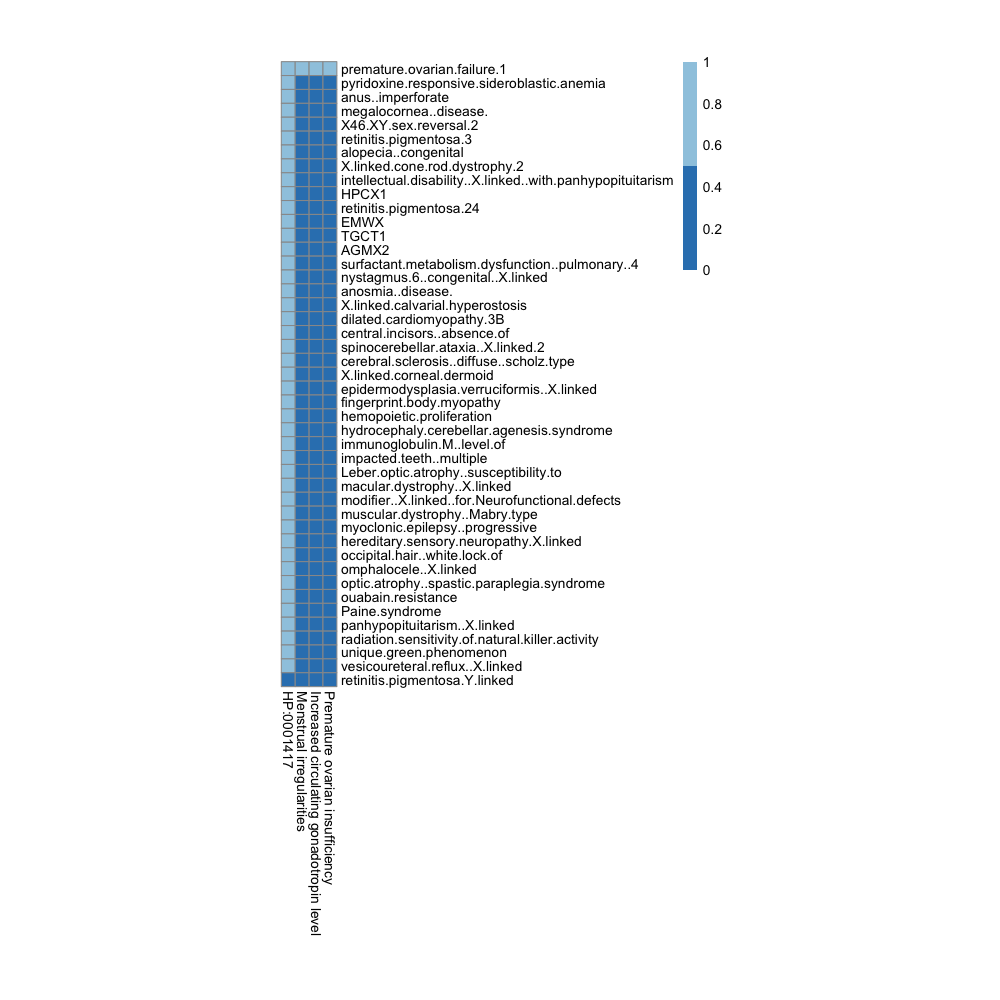 premature.ovarian.failure.1
pyridoxine.responsive.sideroblastic.anemia
anus..imperforate
megalocornea..disease.
X46.XY.sex.reversal.2
retinitis.pigmentosa.3
alopecia..congenital
X.linked.cone.rod.dystrophy.2
intellectual.disability..X.linked..with.panhypopituitarism
HPCX1
retinitis.pigmentosa.24
EMWX
TGCT1
AGMX2
surfactant.metabolism.dysfunction..pulmonary..4
nystagmus.6..congenital..X.linked
anosmia..disease.
X.linked.calvarial.hyperostosis
dilated.cardiomyopathy.3B
central.incisors..absence.of
spinocerebellar.ataxia..X.linked.2
cerebral.sclerosis..diffuse..scholz.type
X.linked.corneal.dermoid
epidermodysplasia.verruciformis..X.linked
fingerprint.body.myopathy
hemopoietic.proliferation
hydrocephaly.cerebellar.agenesis.syndrome
immunoglobulin.M..level.of
impacted.teeth..multiple
Leber.optic.atrophy..susceptibility.to
macular.dystrophy..X.linked
modifier..X.linked..for.Neurofunctional.defects
muscular.dystrophy..Mabry.type
myoclonic.epilepsy..progressive
hereditary.sensory.neuropathy.X.linked
occipital.hair..white.lock.of
omphalocele..X.linked
optic.atrophy..spastic.paraplegia.syndrome
ouabain.resistance
Paine.syndrome
panhypopituitarism..X.linked
radiation.sensitivity.of.natural.killer.activity
unique.green.phenomenon
vesicoureteral.reflux..X.linked
retinitis.pigmentosa.Y.linked
HP:0001417
Menstrual irregularities
Increased circulating gonadotropin level
Premature ovarian insufficiency
1
0.8
0.6
0.4
0.2
0